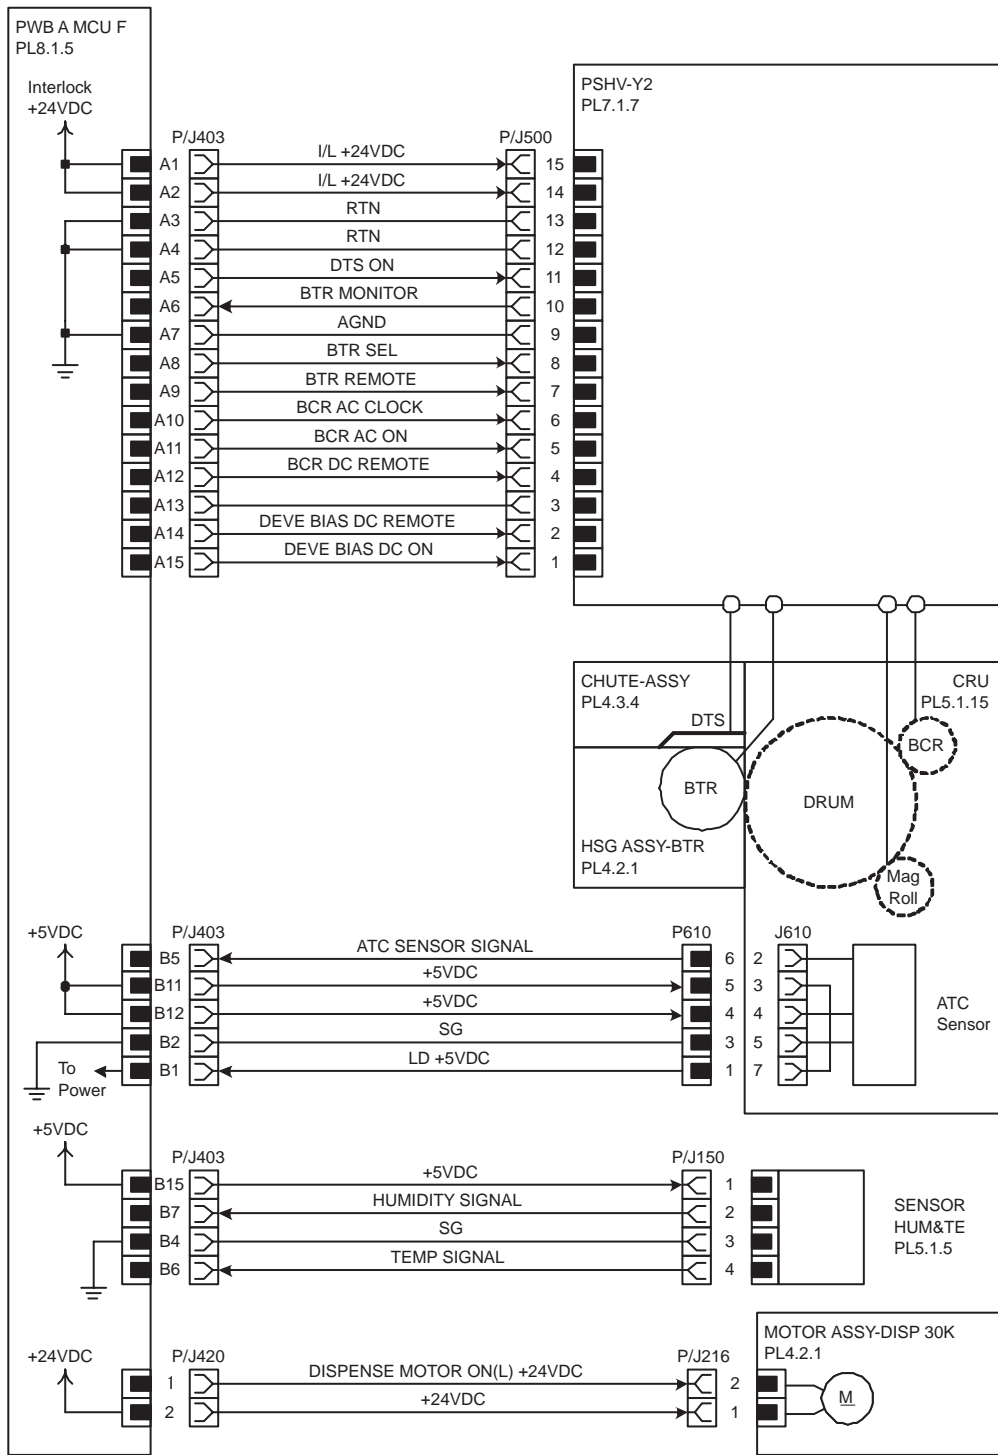 PWB A MCU F
PL8.1.5
Interlock
+24VDC
PSHV-Y2
PL7.1.7
P/J403
P/J500
A1 I/L +24VDC 15
A2 I/L +24VDC 14
A3 RTN 13
A4 RTN 12
A5 DTS ON 11
A6 BTR MONITOR 10
A7 AGND 9
A8 BTR SEL 8
A9 BTR REMOTE 7
A10 BCR AC CLOCK 6
A11 BCR AC ON 5
A12 BCR DC REMOTE 4
A13 3
A14 DEVE BIAS DC REMOTE 2
A15 DEVE BIAS DC ON 1
CHUTE-ASSY
PL4.3.4
CRU
PL5.1.15
DTS
BCR
BTR
DRUM
HSG ASSY-BTR
PL4.2.1
Mag
Roll
+5VDC
P/J403
P610
J610
B5 ATC SENSOR SIGNAL 6 2
B11 +5VDC 5 3
B12 +5VDC 4 4
B2 SG 3 5
B1 LD +5VDC 1 7
To
Power
ATC
Sensor
+5VDC
P/J403
P/J150
B15 +5VDC 1
B7 HUMIDITY SIGNAL 2
B4 SG 3
B6 TEMP SIGNAL 4
SENSOR
HUM&TE
PL5.1.5
MOTOR ASSY-DISP 30K
PL4.2.1
+24VDC
P/J420
P/J216
1 DISPENSE MOTOR ON(L) +24VDC 2
2 +24VDC 1
M